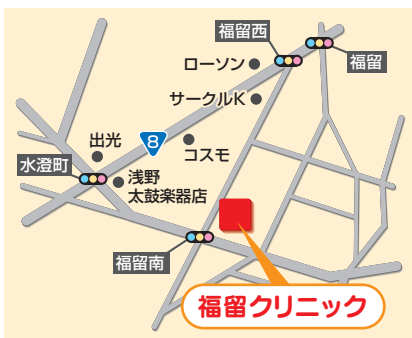 福留西
福留
ローソン
サークルK
8
コスモ
出光
水澄町
浅野
太鼓楽器店
福留南
福留クリニック